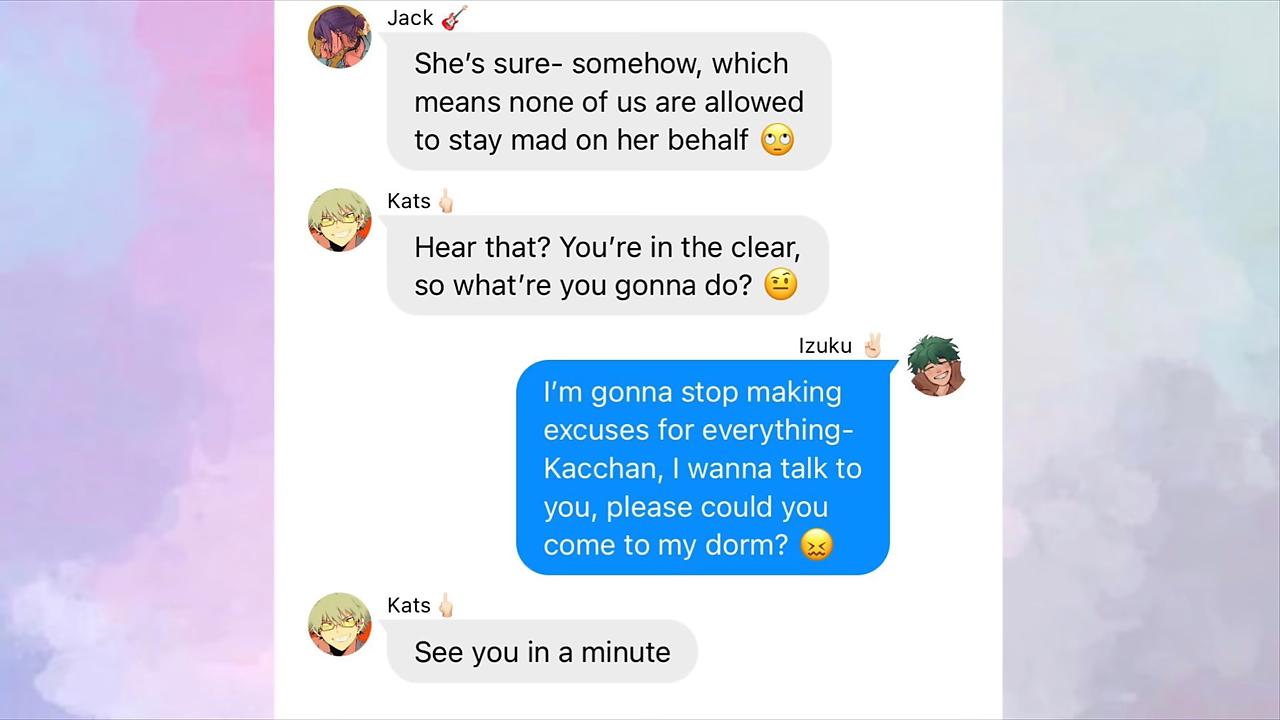 Jack 🎸
She’s sure- somehow, which
means none of us are allowed
to stay mad on her behalf 🙄
Kats 🖕🏻
Hear that? You’re in the clear,
so what’re you gonna do? 🤨
Izuku ✌🏻
I’m gonna stop making
excuses for everything-
Kacchan, I wanna talk to
you, please could you
come to my dorm? 😖
Kats 🖕🏻
See you in a minute